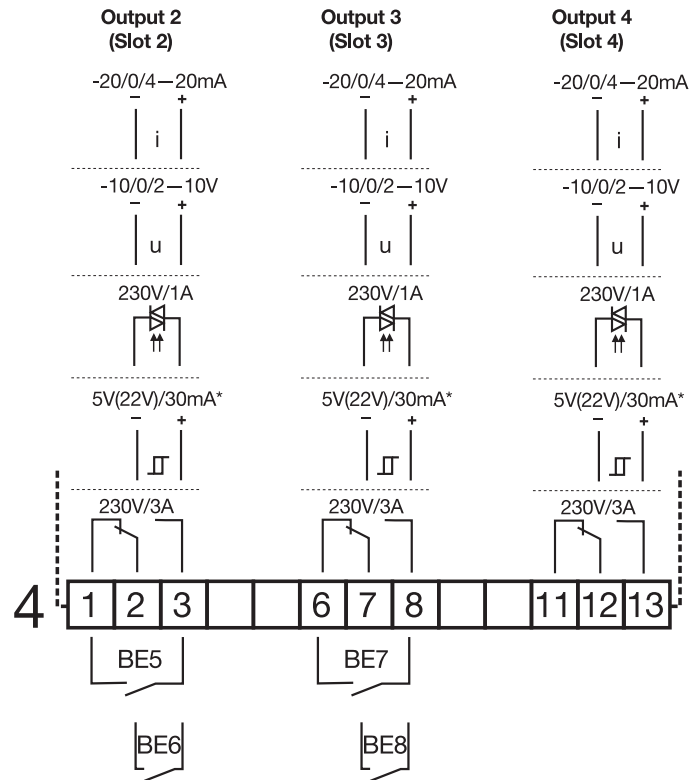 Output 2 Output 3 Output 4
(Slot 2) (Slot 3) (Slot 4)
-20/0/4—20mA -20/0/4—20mA -20/0/4—20mA
− + − + − +
i i i
-10/0/2—10V -10/0/2—10V -10/0/2—10V
− + − + − +
u u u
230V/1A 230V/1A 230V/1A
5V(22V)/30mA* 5V(22V)/30mA* 5V(22V)/30mA*
− + − + − +
230V/3A 230V/3A 230V/3A
4 1 2 3 6 7 8 11 12 13
BE5 BE7
BE6 BE8